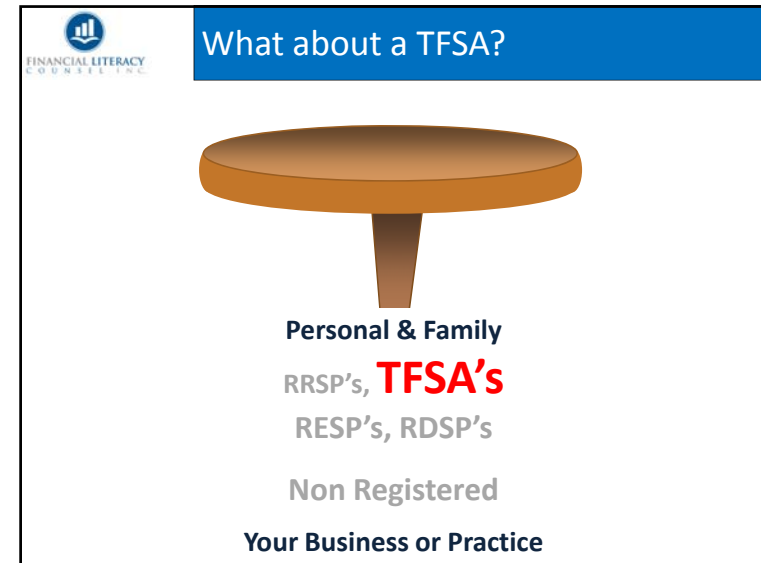 FINANCIAL LITERACY
COUNSEL INC.
What about a TFSA?
Personal & Family
RRSP’s, TFSA’s
RESP’s, RDSP’s
Non Registered
Your Business or Practice